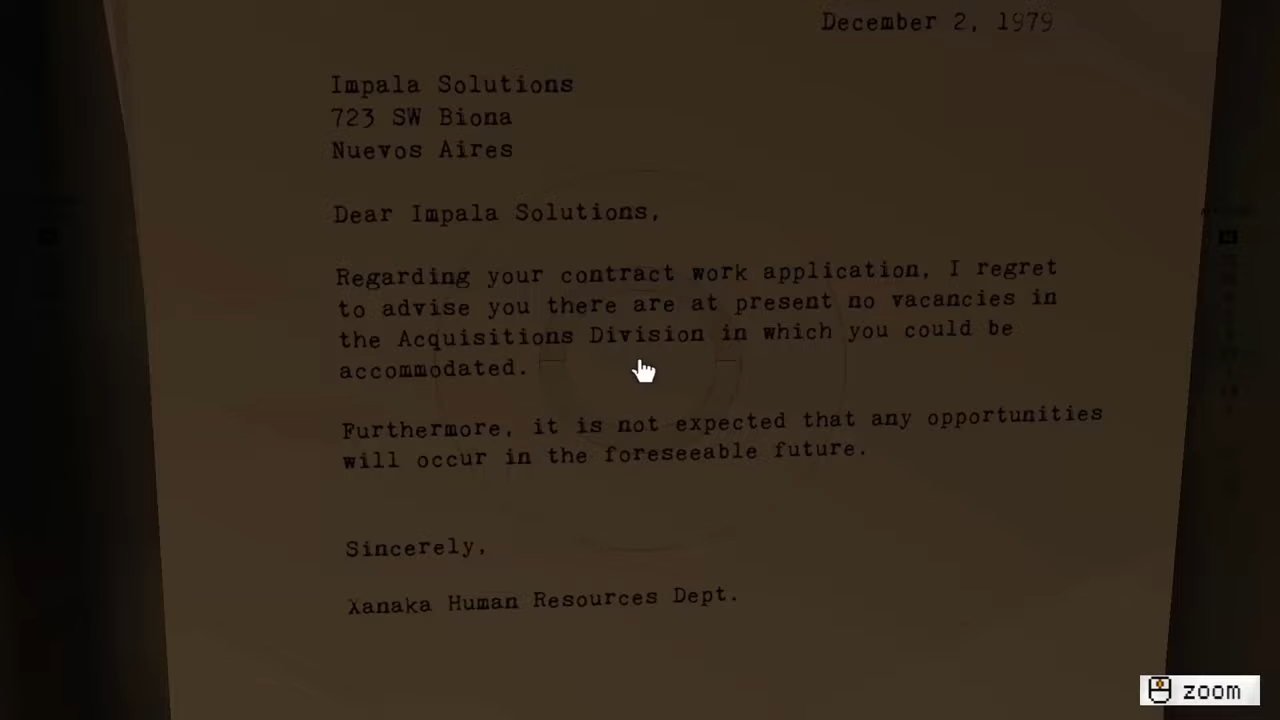 December 2, 1979
Impala Solutions
723 SW Biona
Nuevos Aires
Dear Impala Solutions,
Regarding your contract work application, I regret
to advise you there are at present no vacancies in
the Acquisitions Division in which you could be
accommodated.
Furthermore, it is not expected that any opportunities
will occur in the foreseeable future.
Sincerely,
Xanaka Human Resources Dept.
zoom